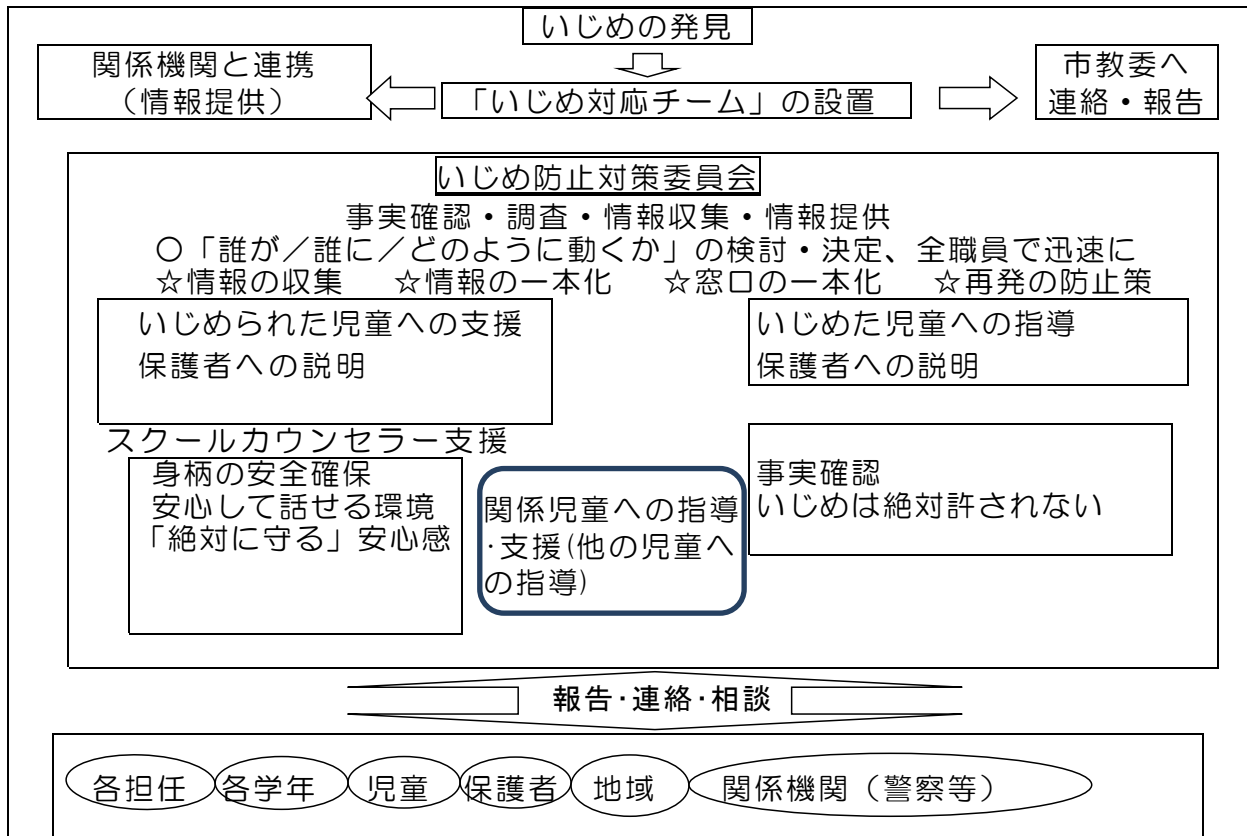 いじめの発見
関係機関と連携
（情報提供）
「いじめ対応チーム」の設置
市教委へ
連絡・報告
いじめ防止対策委員会
事実確認・調査・情報収集・情報提供
〇「誰が／誰に／どのように動くか」の検討・決定、全職員で迅速に
☆情報の収集　☆情報の一本化　☆窓口の一本化　☆再発の防止策
いじめられた児童への支援
保護者への説明
いじめた児童への指導
保護者への説明
スクールカウンセラー支援
身柄の安全確保
安心して話せる環境
「絶対に守る」安心感
関係児童への指導
・支援(他の児童へ
の指導)
事実確認
いじめは絶対許されない
報告・連絡・相談
各担任　各学年　児童　保護者　地域　関係機関（警察等）